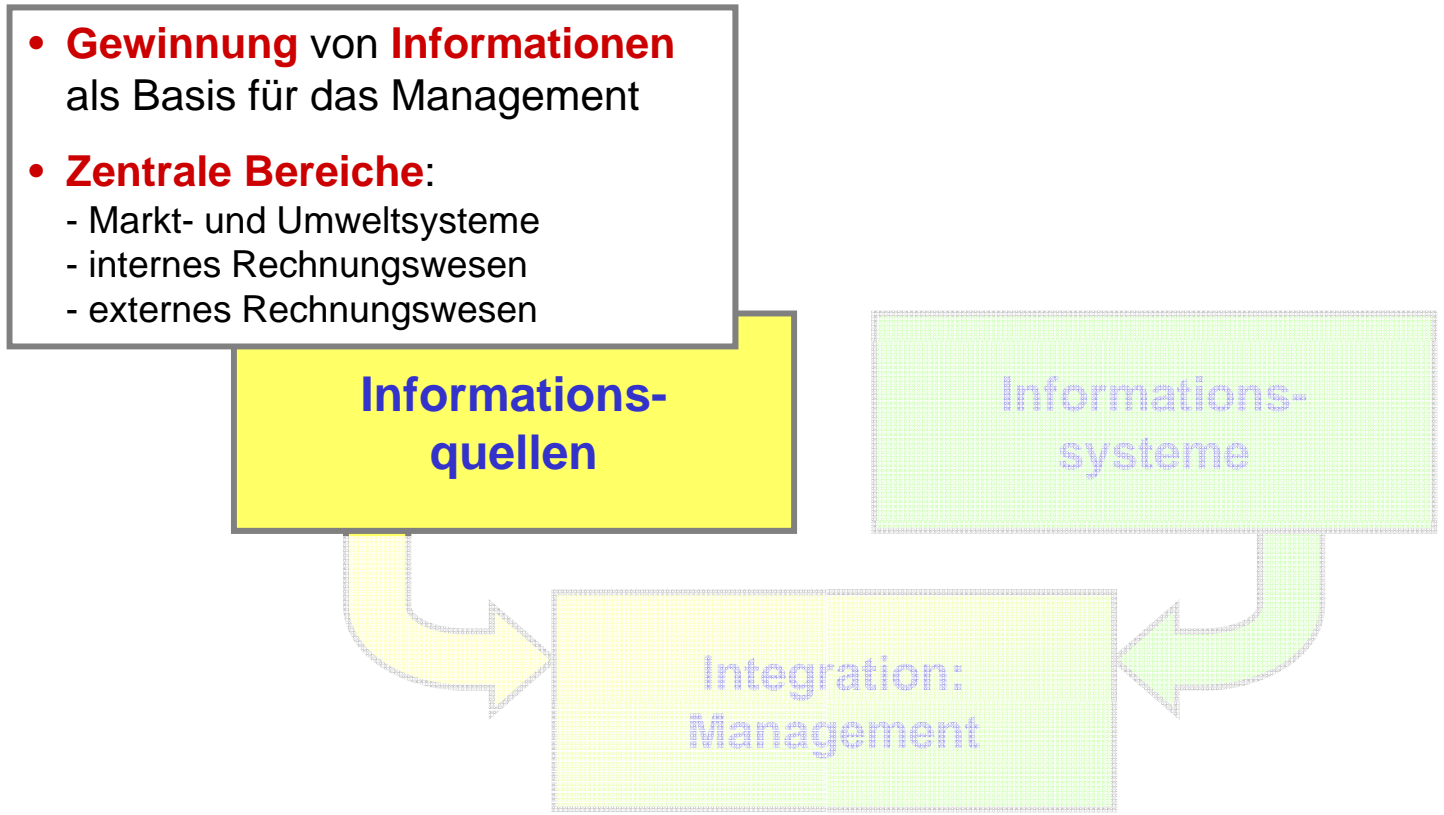 • Gewinnung von Informationen
als Basis für das Management
• Zentrale Bereiche:
- Markt- und Umweltsysteme
- internes Rechnungswesen
- externes Rechnungswesen
Informations-
quellen
Informations-
systeme
Integration:
Management